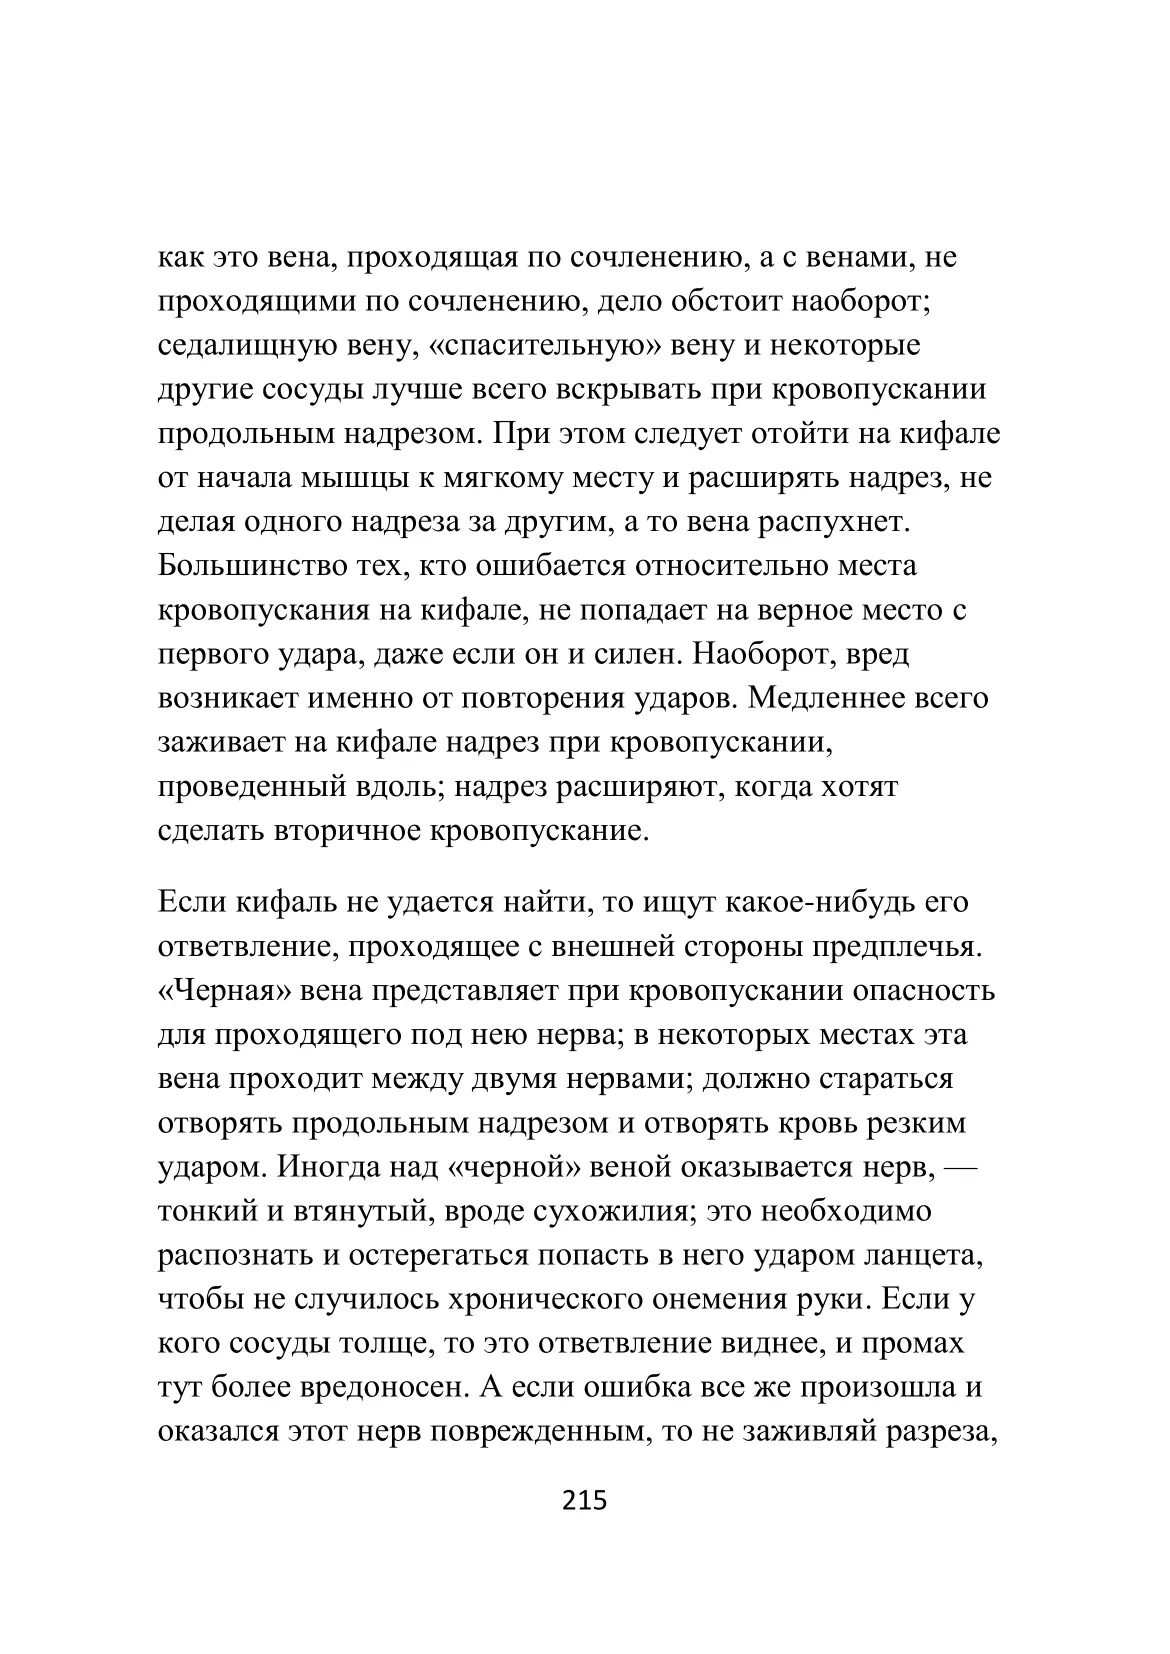 как это вена, проходящая по сочленению, а с венами, не
проходящими по сочленению, дело обстоит наоборот;
седалищную вену, «спасительную» вену и некоторые
другие сосуды лучше всего вскрывать при кровопускании
продольным надрезом. При этом следует отойти на кифале
от начала мышцы к мягкому месту и расширять надрез, не
делая одного надреза за другим, а то вена распухнет.
Большинство тех, кто ошибается относительно места
кровопускания на кифале, не попадает на верное место с
первого удара, даже если он и силен. Наоборот, вред
возникает именно от повторения ударов. Медленнее всего
заживает на кифале надрез при кровопускании,
проведенный вдоль; надрез расширяют, когда хотят
сделать вторичное кровопускание.
Если кифаль не удается найти, то ищут какое-нибудь его
ответвление, проходящее с внешней стороны предплечья.
«Черная» вена представляет при кровопускании опасность
для проходящего под нею нерва; в некоторых местах эта
вена проходит между двумя нервами; должно стараться
отворять продольным надрезом и отворять кровь резким
ударом. Иногда над «черной» веной оказывается нерв, —
тонкий и втянутый, вроде сухожилия; это необходимо
распознать и остерегаться попасть в него ударом ланцета,
чтобы не случилось хронического онемения руки. Если у
кого сосуды толще, то это ответвление виднее, и промах
тут более вредоносен. А если ошибка все же произошла и
оказался этот нерв поврежденным, то не заживляй разреза,
215